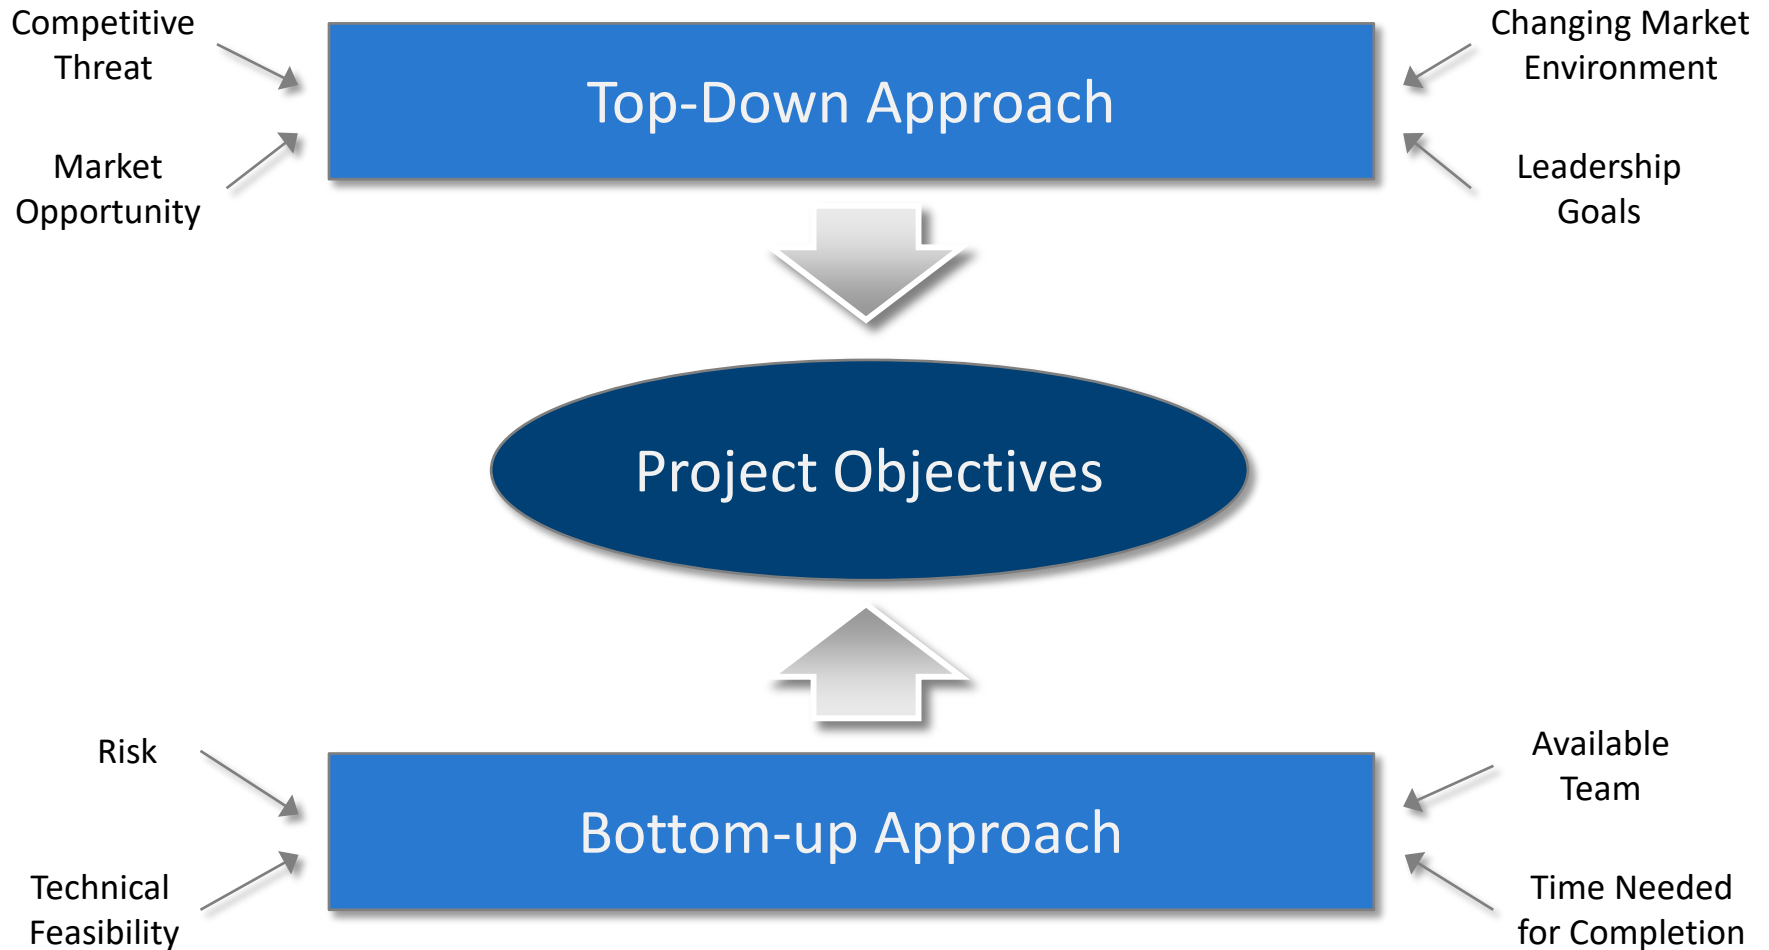 Competitive
Threat
Top-Down Approach
Changing Market
Environment
Market
Opportunity
Leadership
Goals
Project Objectives
Risk
Available
Team
Bottom-up Approach
Technical
Feasibility
Time Needed
for Completion